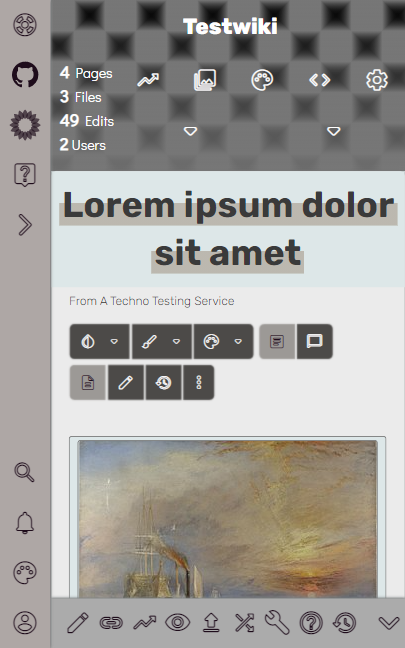 Testwiki
4 Pages
3 Files
49 Edits
2 Users
Lorem ipsum dolor
sit amet
From A Techno Testing Service